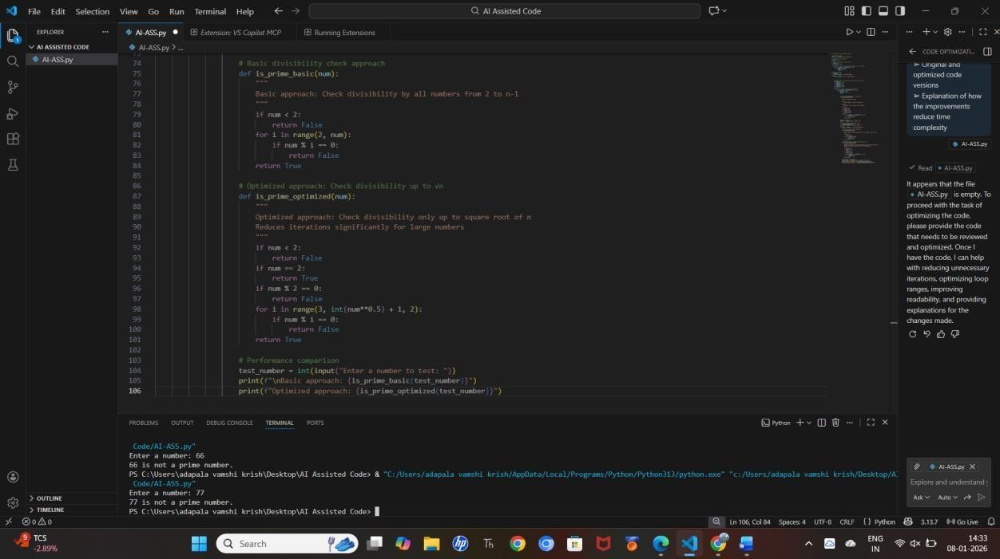 File Edit Selection View Go Run Terminal Help
AI Assisted Code
EXPLORER
AI-ASS.py
Extension: VS Copilot MCP
Running Extensions
AI ASSISTED CODE
AI-ASS.py > ...
CODE OPTIMIZATI...
AI-ASS.py
74 # Basic divisibility check approach
75 def is_prime_basic(num):
76 """
77 Basic approach: Check divisibility by all numbers from 2 to n-1
78 """
79 if num < 2:
80 return False
81 for i in range(2, num):
82 if num % i == 0:
83 return False
84 return True
85
86 # Optimized approach: Check divisibility up to √n
87 def is_prime_optimized(num):
88 """
89 Optimized approach: Check divisibility only up to square root of n
90 Reduces iterations significantly for large numbers
91 """
92 if num < 2:
93 return False
94 if num == 2:
95 return True
96 if num % 2 == 0:
97 return False
98 for i in range(3, int(num**0.5) + 1, 2):
99 if num % i == 0:
100 return False
101 return True
102
103 # Performance comparison
104 test_number = int(input("Enter a number to test: "))
105 print(f"\nBasic approach: {is_prime_basic(test_number)}")
106 print(f"Optimized approach: {is_prime_optimized(test_number)}")
➢ Original and
optimized code
versions
➢ Explanation of how
the improvements
reduce time
complexity
AI-ASS.py
Read AI-ASS.py
It appears that the file
AI-ASS.py is empty. To
proceed with the task of
optimizing the code,
please provide the code
that needs to be reviewed
and optimized. Once I
have the code, I can help
with reducing unnecessary
iterations, optimizing loop
ranges, improving
readability, and providing
explanations for the
changes made.
PROBLEMS OUTPUT DEBUG CONSOLE TERMINAL PORTS
Python
Code/AI-ASS.py"
Enter a number: 66
66 is not a prime number.
PS C:\Users\adapala vamshi krish\Desktop\AI Assisted Code> & "C:/Users/adapala vamshi krish/AppData/Local/Programs/Python/Python313/python.exe" "c:/Users/adapala vamshi krish/Desktop/AI
Code/AI-ASS.py"
Enter a number: 77
77 is not a prime number.
PS C:\Users\adapala vamshi krish\Desktop\AI Assisted Code>
AI-ASS.py
Explore and understand
Ask Auto
OUTLINE
TIMELINE
0 0
Ln 106, Col 84 Spaces: 4 UTF-8 CRLF { } Python 3.13.7 Go Live
9
TCS
-2.89%
Search
ENG
IN
14:33
08-01-2026